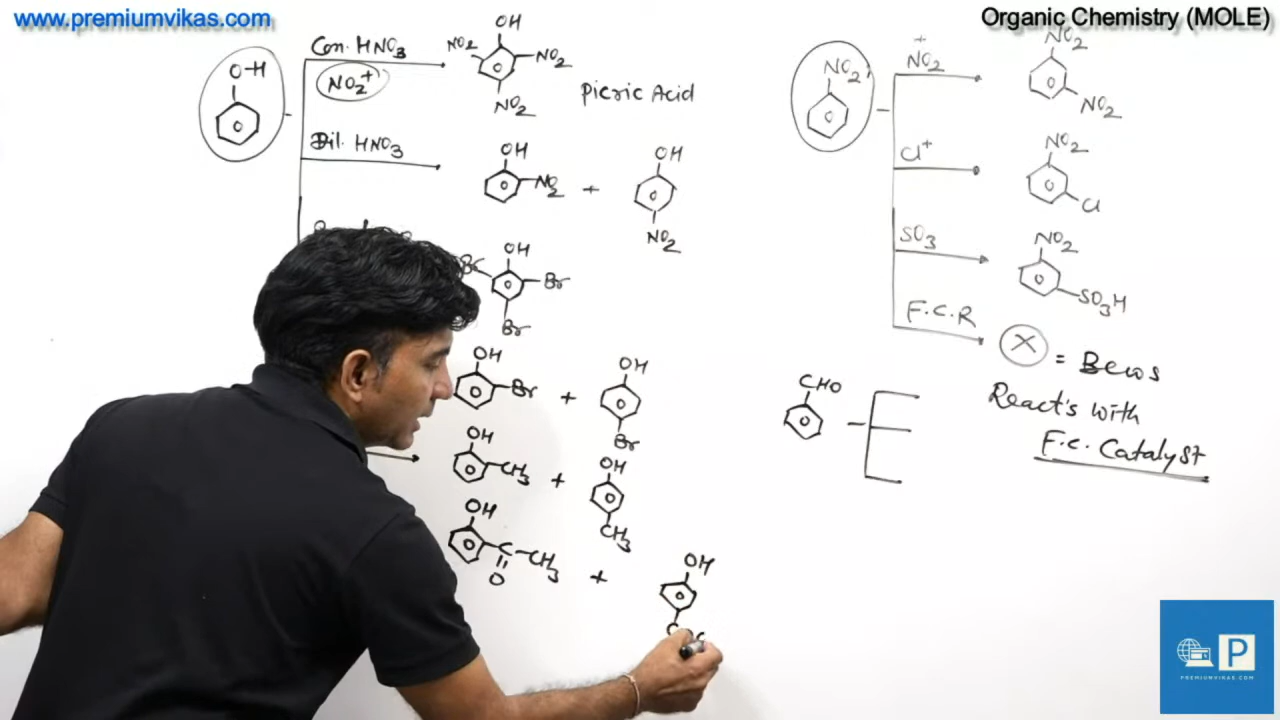 www.premiumvikas.com
Organic Chemistry (MOLE)
O-H
Con. HNO3
NO2+
OH
NO2
NO2
NO2
Picric Acid
Dil. HNO3
OH
NO2
+
OH
NO2
OH
Br
Br
Br
OH
Br
+
OH
Br
OH
CH3
+
OH
CH3
OH
C-CH3
O
+
OH
C
NO2
+
NO2
NO2
NO2
Cl+
NO2
Cl
SO3
NO2
SO3H
F.C.R
X
=
React's with
F.C. Catalyst
CHO
P
PREMIUMVIKAS.COM